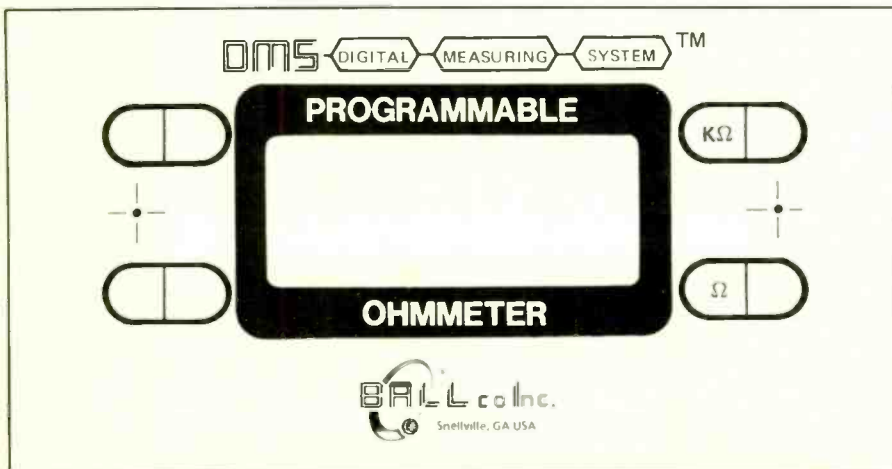 DMS DIGITAL MEASURING SYSTEM TM
PROGRAMMABLE
KΩ
Ω
OHMMETER
BALL co Inc.
Snellville, GA USA